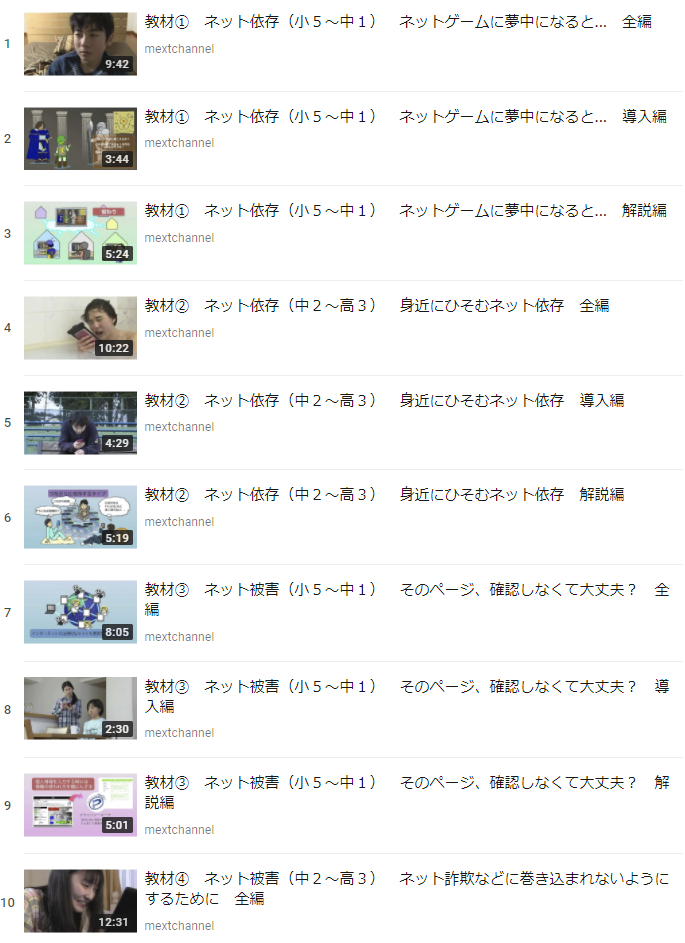 1
9:42
教材①　ネット依存（小５～中１）　ネットゲームに夢中になると...　全編
mextchannel
2
3:44
教材①　ネット依存（小５～中１）　ネットゲームに夢中になると...　導入編
mextchannel
3
5:24
教材①　ネット依存（小５～中１）　ネットゲームに夢中になると...　解説編
mextchannel
4
10:22
教材②　ネット依存（中２～高３）　身近にひそむネット依存　全編
mextchannel
5
4:29
教材②　ネット依存（中２～高３）　身近にひそむネット依存　導入編
mextchannel
6
5:19
教材②　ネット依存（中２～高３）　身近にひそむネット依存　解説編
mextchannel
7
8:05
教材③　ネット被害（小５～中１）　そのページ、確認しなくて大丈夫？　全
編
mextchannel
8
2:30
教材③　ネット被害（小５～中１）　そのページ、確認しなくて大丈夫？　導
入編
mextchannel
9
5:01
教材③　ネット被害（小５～中１）　そのページ、確認しなくて大丈夫？　解
説編
mextchannel
10
12:31
教材④　ネット被害（中２～高３）　ネット詐欺などに巻き込まれないように
するために　全編
mextchannel